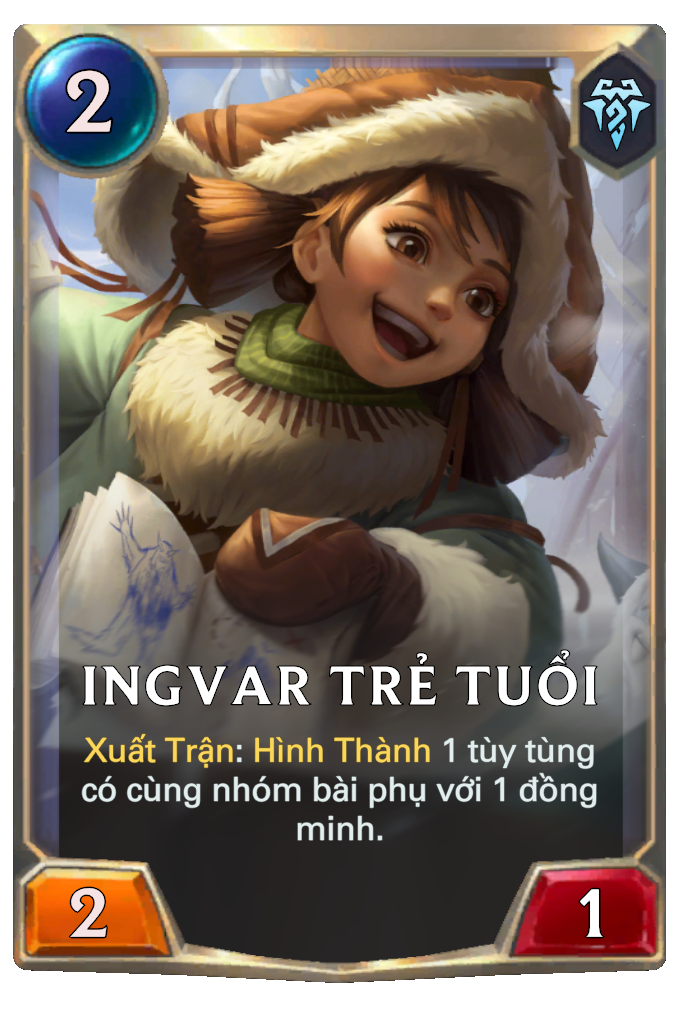 2
INGVAR TRẺ TUỔI
Xuất Trận: Hình Thành 1 tùy tùng
có cùng nhóm bài phụ với 1 đồng
minh.
2
1